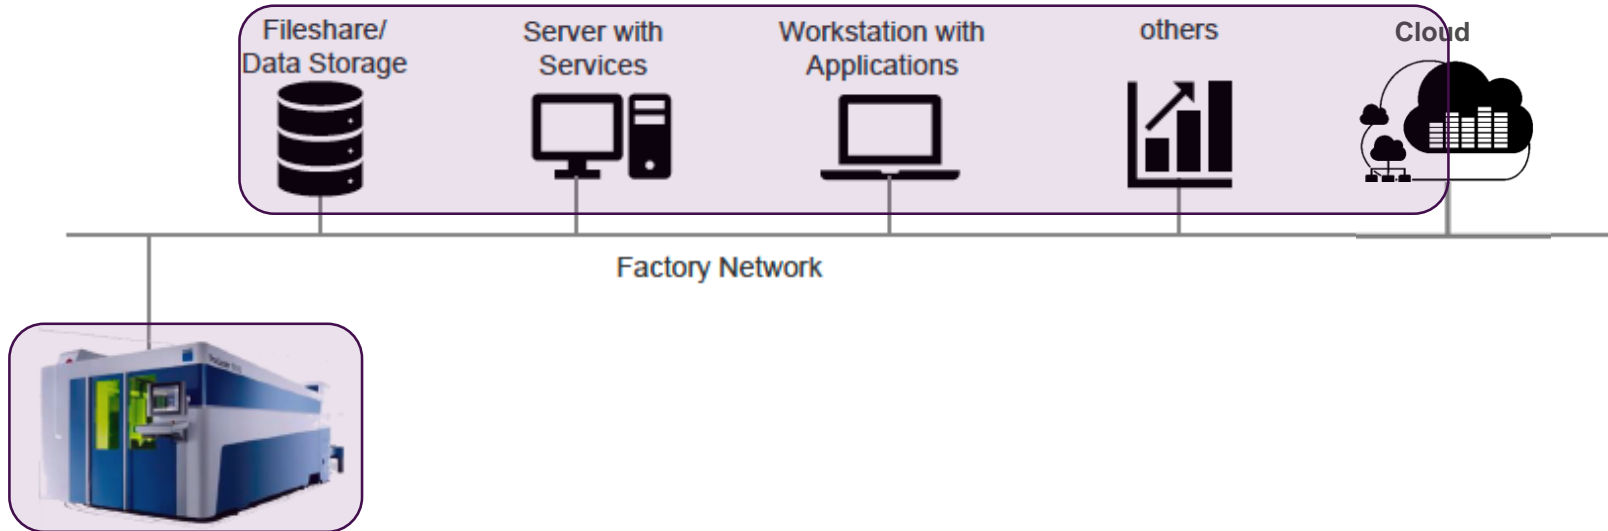 Fileshare/
Data Storage
Server with
Services
Workstation with
Applications
others
Cloud
Factory Network